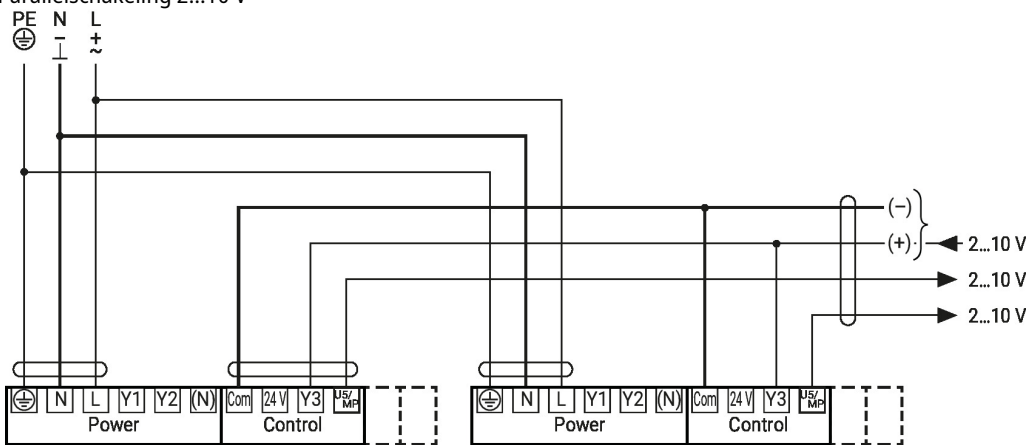 Parallelschakeling 2...10 V
PE N L
– +
⊥ ~
(–)
(+) 2...10 V
2...10 V
2...10 V
N L Y1 Y2 (N) Com 24 V Y3 U5/MP N L Y1 Y2 (N) Com 24 V Y3 U5/MP
Power Control Power Control